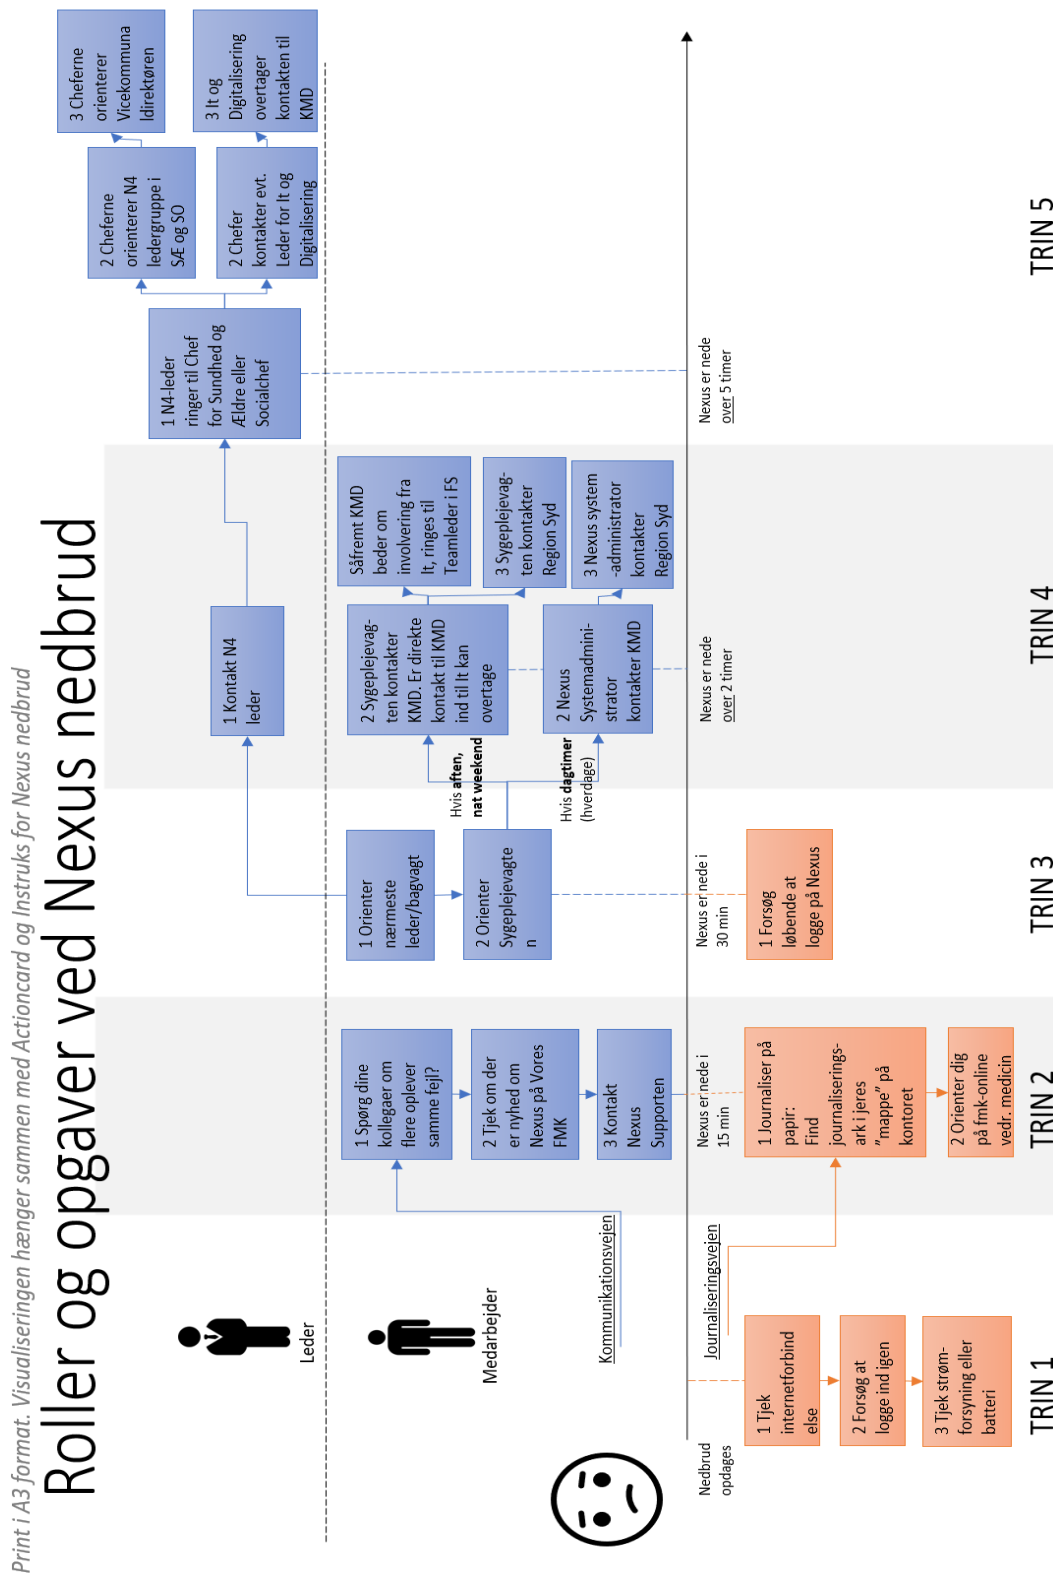 Print i A3 format. Visualiseringen hænger sammen med Actioncard og Instruks for Nexus nedbrud
Roller og opgaver ved Nexus nedbrud
Leder
Medarbejder
Kommunikationsvejen
Journaliseringsvejen
Nedbrud
opdages
1 Tjek
internetforbind
else
2 Forsøg at
logge ind igen
3 Tjek strøm-
forsyning eller
batteri
TRIN 1
1 Spørg dine
kollegaer om
flere oplever
samme fejl?
2 Tjek om der
er nyhed om
Nexus på Vores
FMK
3 Kontakt
Nexus
Supporten
Nexus er nede i
15 min
1 Journaliser på
papir:
Find
journaliserings-
ark i jeres
”mappe” på
kontoret
2 Orienter dig
på fmk-online
vedr. medicin
TRIN 2
1 Orienter
nærmeste
leder/bagvagt
2 Orienter
Sygeplejevagte
n
Nexus er nede i
30 min
1 Forsøg
løbende at
logge på Nexus
TRIN 3
1 Kontakt N4
leder
Hvis aften,
nat weekend
Hvis dagtimer
(hverdage)
2 Sygeplejevag-
ten kontakter
KMD. Er direkte
kontakt til KMD
ind til It kan
overtage
2 Nexus
Systemadmini-
strator
kontakter KMD
Såfremt KMD
beder om
involvering fra
It, ringes til
Teamleder i FS
3 Sygeplejevag-
ten kontakter
Region Syd
3 Nexus system
-administrator
kontakter
Region Syd
Nexus er nede
over 2 timer
TRIN 4
1 N4-leder
ringer til Chef
for Sundhed og
Ældre eller
Socialchef
2 Cheferne
orienterer N4
ledergruppe i
SÆ og SO
2 Chefer
kontakter evt.
Leder for It og
Digitalisering
3 Cheferne
orienterer
Vicekommuna
ldirektøren
3 It og
Digitalisering
overtager
kontakten til
KMD
Nexus er nede
over 5 timer
TRIN 5